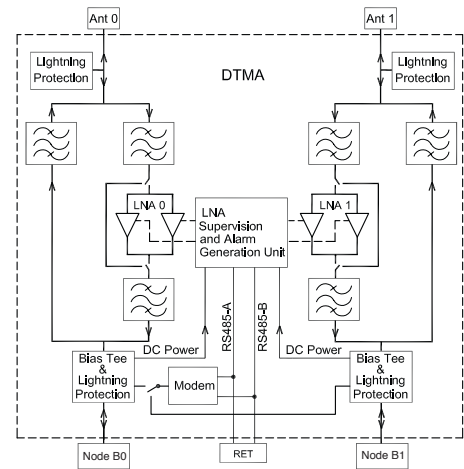 Ant 0
Ant 1
Lightning
Protection
DTMA
Lightning
Protection
LNA 0
LNA 1
LNA
Supervision
and Alarm
Generation Unit
DC Power
RS485-A
RS485-B
DC Power
Bias Tee
&
Lightning
Protection
Modem
Bias Tee
&
Lightning
Protection
Node B0
RET
Node B1